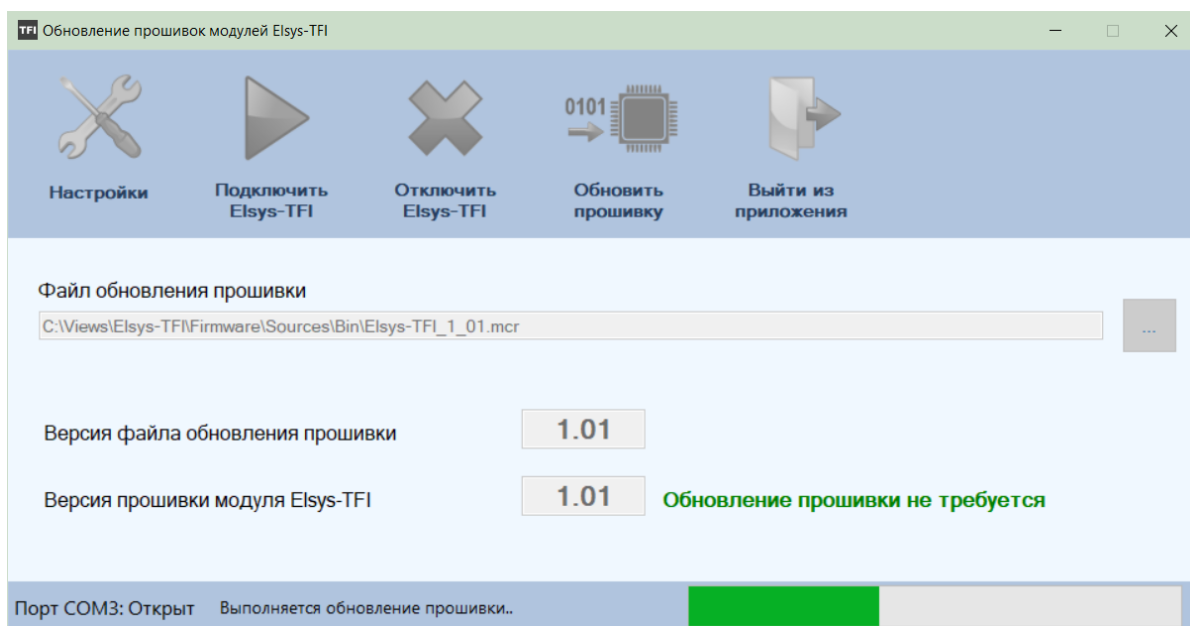 TFI Обновление прошивок модулей Elsys-TFI
0101
Настройки
Подключить
Elsys-TFI
Отключить
Elsys-TFI
Обновить
прошивку
Выйти из
приложения
Файл обновления прошивки
C:\Views\Elsys-TFI\Firmware\Sources\Bin\Elsys-TFI_1_01.mcr
...
Версия файла обновления прошивки 1.01
Версия прошивки модуля Elsys-TFI 1.01 Обновление прошивки не требуется
Порт COM3: Открыт Выполняется обновление прошивки..